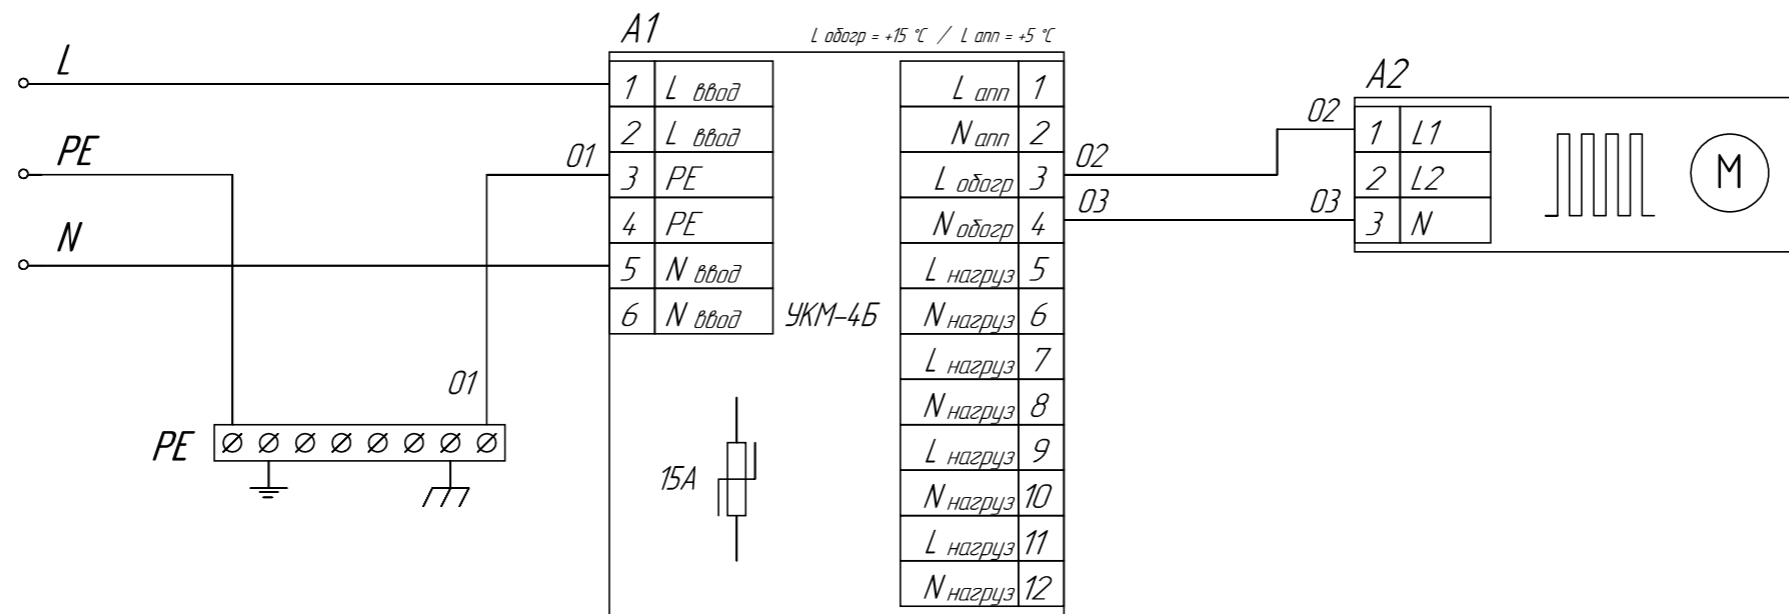 A1
L обогр = +15 °C / L апп = +5 °C
L
1 L ввод
2 L ввод
3 PE
4 PE
5 N ввод
6 N ввод
PE
N
01
01
PE
УКМ-4Б
15А
L апп 1
N апп 2
L обогр 3
N обогр 4
L нагруз 5
N нагруз 6
L нагруз 7
N нагруз 8
L нагруз 9
N нагруз 10
L нагруз 11
N нагруз 12
02
03
02
03
A2
1 L1
2 L2
3 N
M